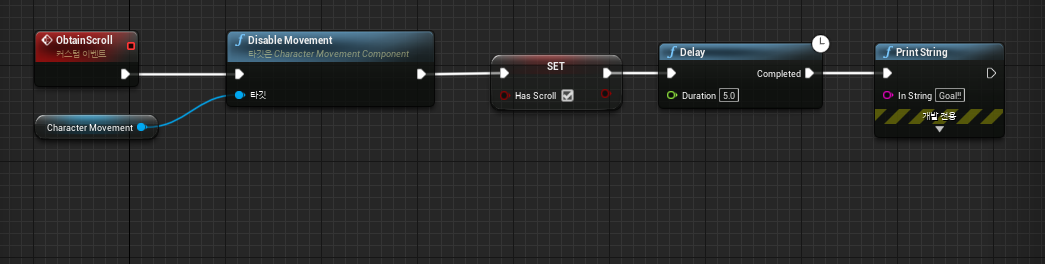 ObtainScroll
커스텀 이벤트
Disable Movement
타깃은 Character Movement Component
타깃
Character Movement
SET
Has Scroll
Delay
Completed
Duration 5.0
Print String
In String Goal!!
개발 전용